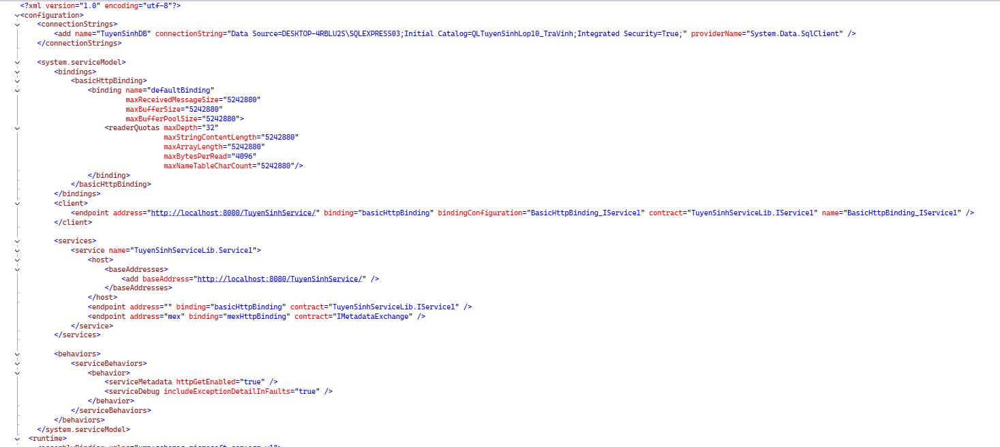 <?xml version="1.0" encoding="utf-8"?>
<configuration>
<connectionStrings>
<add name="TuyenSinhDB" connectionString="Data Source=DESKTOP-4RBLU2S\SQLEXPRESS03;Initial Catalog=QLTuyenSinhLop10_TraVinh;Integrated Security=True;" providerName="System.Data.SqlClient" />
</connectionStrings>
<system.serviceModel>
<bindings>
<basicHttpBinding>
<binding name="defaultBinding"
maxReceivedMessageSize="5242880"
maxBufferSize="5242880"
maxBufferPoolSize="5242880">
<readerQuotas maxDepth="32"
maxStringContentLength="5242880"
maxArrayLength="5242880"
maxBytesPerRead="4096"
maxNameTableCharCount="5242880"/>
</binding>
</basicHttpBinding>
</bindings>
<client>
<endpoint address="http://localhost:8080/TuyenSinhService/" binding="basicHttpBinding" bindingConfiguration="BasicHttpBinding_IService1" contract="TuyenSinhServiceLib.IService1" name="BasicHttpBinding_IService1" />
</client>
<services>
<service name="TuyenSinhServiceLib.Service1">
<host>
<baseAddresses>
<add baseAddress="http://localhost:8080/TuyenSinhService/" />
</baseAddresses>
</host>
<endpoint address="" binding="basicHttpBinding" contract="TuyenSinhServiceLib.IService1" />
<endpoint address="mex" binding="mexHttpBinding" contract="IMetadataExchange" />
</service>
</services>
<behaviors>
<serviceBehaviors>
<behavior>
<serviceMetadata httpGetEnabled="true" />
<serviceDebug includeExceptionDetailInFaults="true" />
</behavior>
</serviceBehaviors>
</behaviors>
</system.serviceModel>
<runtime>